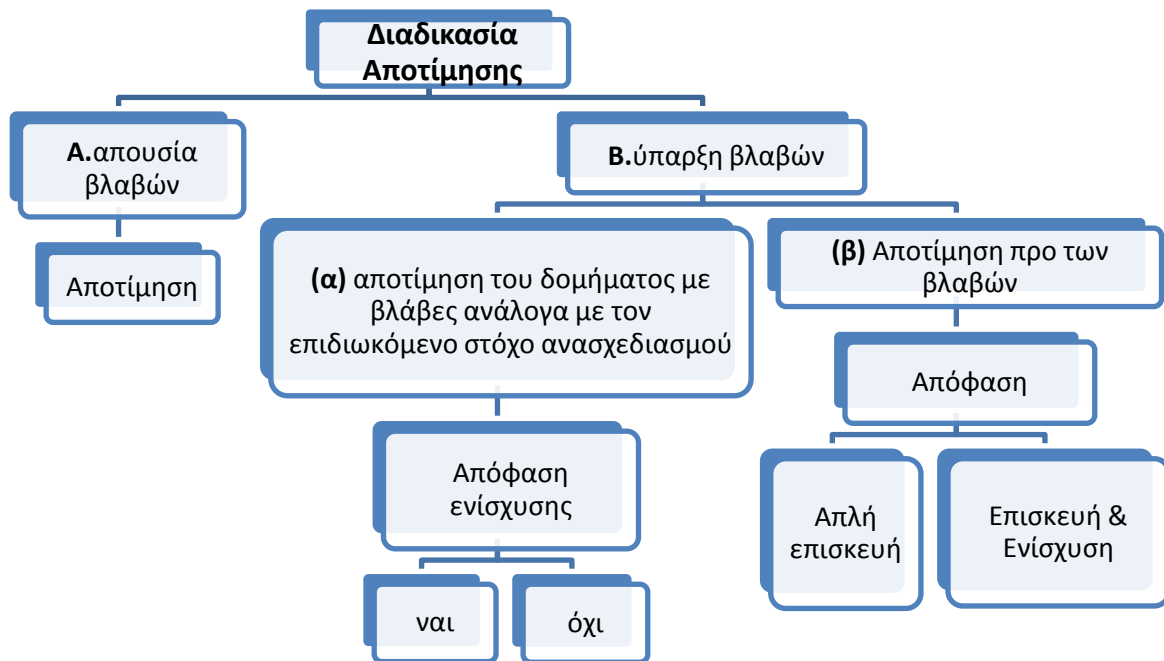 Διαδικασία
Αποτίμησης
Α.απουσία
βλαβών
Β.ύπαρξη βλαβών
Αποτίμηση
(α) αποτίμηση του δομήματος με
βλάβες ανάλογα με τον
επιδιωκόμενο στόχο ανασχεδιασμού
(β) Αποτίμηση προ των
βλαβών
Απόφαση
ενίσχυσης
ναι
όχι
Απόφαση
Απλή
επισκευή
Επισκευή &
Ενίσχυση